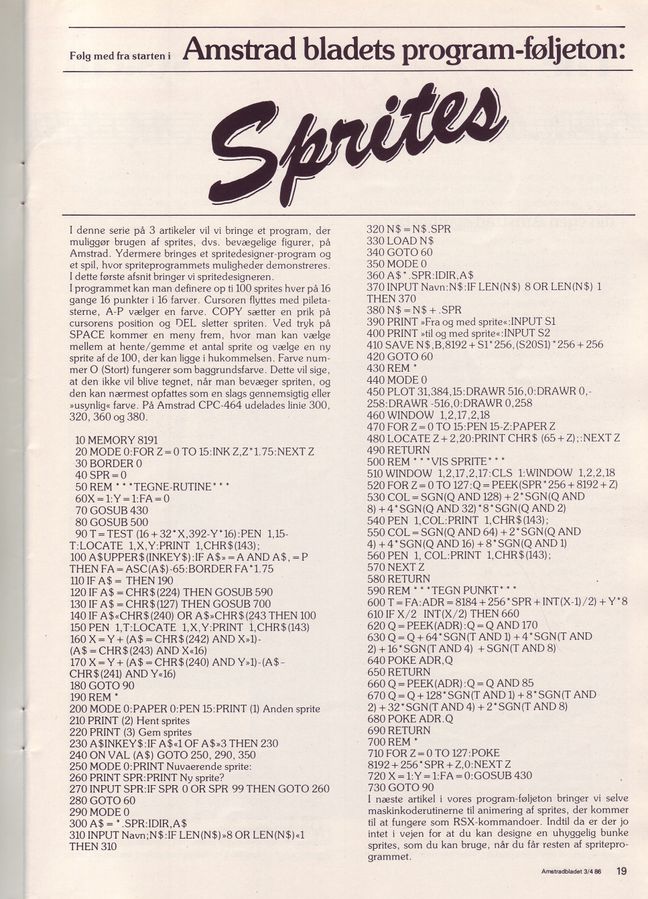 Følg med fra starten i Amstrad bladets program-føljeton:
Sprites
I denne serie på 3 artikeler vil vi bringe et program, der
muliggør brugen af sprites, dvs. bevægelige figurer, på
Amstrad. Ydermere bringes et spritedesigner-program og
et spil, hvor spriteprogrammets muligheder demonstreres.
I dette første afsnit bringer vi spritedesigneren.
I programmet kan man definere op ti 100 sprites hver på 16
gange 16 punkter i 16 farver. Cursoren flyttes med pileta-
sterne, A-P vælger en farve. COPY sætter en prik på
cursorens position og DEL sletter spriten. Ved tryk på
SPACE kommer en meny frem, hvor man kan vælge
mellem at hente/gemme et antal sprite og vælge en ny
sprite af de 100, der kan ligge i hukommelsen. Farve num-
mer O (Stort) fungerer som baggrundsfarve. Dette vil sige,
at den ikke vil blive tegnet, når man bevæger spriten, og
den kan nærmest opfattes som en slags gennemsigtig eller
»usynlig« farve. På Amstrad CPC-464 udelades linie 300,
320, 360 og 380.
10 MEMORY 8191
20 MODE 0:FOR Z=0 TO 15:INK Z,Z*1.75:NEXT Z
30 BORDER 0
40 SPR=0
50 REM ***TEGNE-RUTINE***
60X=1:Y=1:FA=0
70 GOSUB 430
80 GOSUB 500
90 T=TEST (16+32*X,392-Y*16):PEN 1,15-
T:LOCATE 1,X,Y:PRINT 1,CHR$(143);
100 A$UPPER$(INKEY$):IF A$»=A AND A$,=P
THEN FA=ASC(A$)-65:BORDER FA*1.75
110 IF A$= THEN 190
120 IF A$=CHR$(224) THEN GOSUB 590
130 IF A$=CHR$(127) THEN GOSUB 700
140 IF A$«CHR$(240) OR A$»CHR$(243 THEN 100
150 PEN 1,T:LOCATE 1,X,Y:PRINT 1,CHR$(143)
160 X=Y+(A$=CHR$(242) AND X»1)-
(A$=CHR$(243) AND X«16)
170 X=Y+(A$=CHR$(240) AND Y»1)-(A$-
CHR$(241) AND Y«16)
180 GOTO 90
190 REM *
200 MODE 0:PAPER 0:PEN 15:PRINT (1) Anden sprite
210 PRINT (2) Hent sprites
220 PRINT (3) Gem sprites
230 A$INKEY$:IF A$«1 OF A$»3 THEN 230
240 ON VAL (A$) GOTO 250, 290, 350
250 MODE 0:PRINT Nuvaerende sprite:
260 PRINT SPR:PRINT Ny sprite?
270 INPUT SPR:IF SPR 0 OR SPR 99 THEN GOTO 260
280 GOTO 60
290 MODE 0
300 A$=*.SPR:IDIR,A$
310 INPUT Navn;N$:IF LEN(N$)»8 OR LEN(N$)«1
THEN 310
320 N$=N$.SPR
330 LOAD N$
340 GOTO 60
350 MODE 0
360 A$*.SPR:IDIR,A$
370 INPUT Navn:N$:IF LEN(N$) 8 OR LEN(N$) 1
THEN 370
380 N$=N$+.SPR
390 PRINT »Fra og med sprite«:INPUT S1
400 PRINT »til og med sprite«:INPUT S2
410 SAVE N$,B,8192+S1*256,(S20S1)*256+256
420 GOTO 60
430 REM *
440 MODE 0
450 PLOT 31,384,15:DRAWR 516,0:DRAWR 0,-
258:DRAWR -516,0:DRAWR 0,258
460 WINDOW 1,2,17,2,18
470 FOR Z=0 TO 15:PEN 15-Z:PAPER Z
480 LOCATE Z+2,20:PRINT CHR$ (65+Z);:NEXT Z
490 RETURN
500 REM ***VIS SPRITE***
510 WINDOW 1,2,17,2,17:CLS 1:WINDOW 1,2,2,18
520 FOR Z=0 TO 127:Q=PEEK(SPR*256+8192+Z)
530 COL=SGN(Q AND 128)+2*SGN(Q AND
8)+4*SGN(Q AND 32)*8*SGN(Q AND 2)
540 PEN 1,COL:PRINT 1,CHR$(143);
550 COL=SGN(Q AND 64)+2*SGN(Q AND
4)+4*SGN(Q AND 16)+8*SGN(Q AND 1)
560 PEN 1, COL:PRINT 1,CHR$(143);
570 NEXT Z
580 RETURN
590 REM ***TEGN PUNKT***
600 T=FA:ADR=8184+256*SPR+INT(X-1)/2)+Y*8
610 IF X/2 INT(X/2) THEN 660
620 Q=PEEK(ADR):Q=Q AND 170
630 Q=Q+64*SGN(T AND 1)+4*SGN(T AND
2)+16*SGN(T AND 4) +SGN(T AND 8)
640 POKE ADR,Q
650 RETURN
660 Q=PEEK(ADR):Q=Q AND 85
670 Q=Q+128*SGN(T AND 1)+8*SGN(T AND
2)+32*SGN(T AND 4)+2*SGN(T AND 8)
680 POKE ADR.Q
690 RETURN
700 REM *
710 FOR Z=0 TO 127:POKE
8192+256*SPR+Z,0:NEXT Z
720 X=1:Y=1:FA=0:GOSUB 430
730 GOTO 90
I næste artikel i vores program-føljeton bringer vi selve
maskinkoderutinerne til animering af sprites, der kommer
til at fungere som RSX-kommandoer. Indtil da er der jo
intet i vejen for at du kan designe en uhyggelig bunke
sprites, som du kan bruge, når du får resten af spritepro-
grammet.
Amstradbladet 3/4 86 19